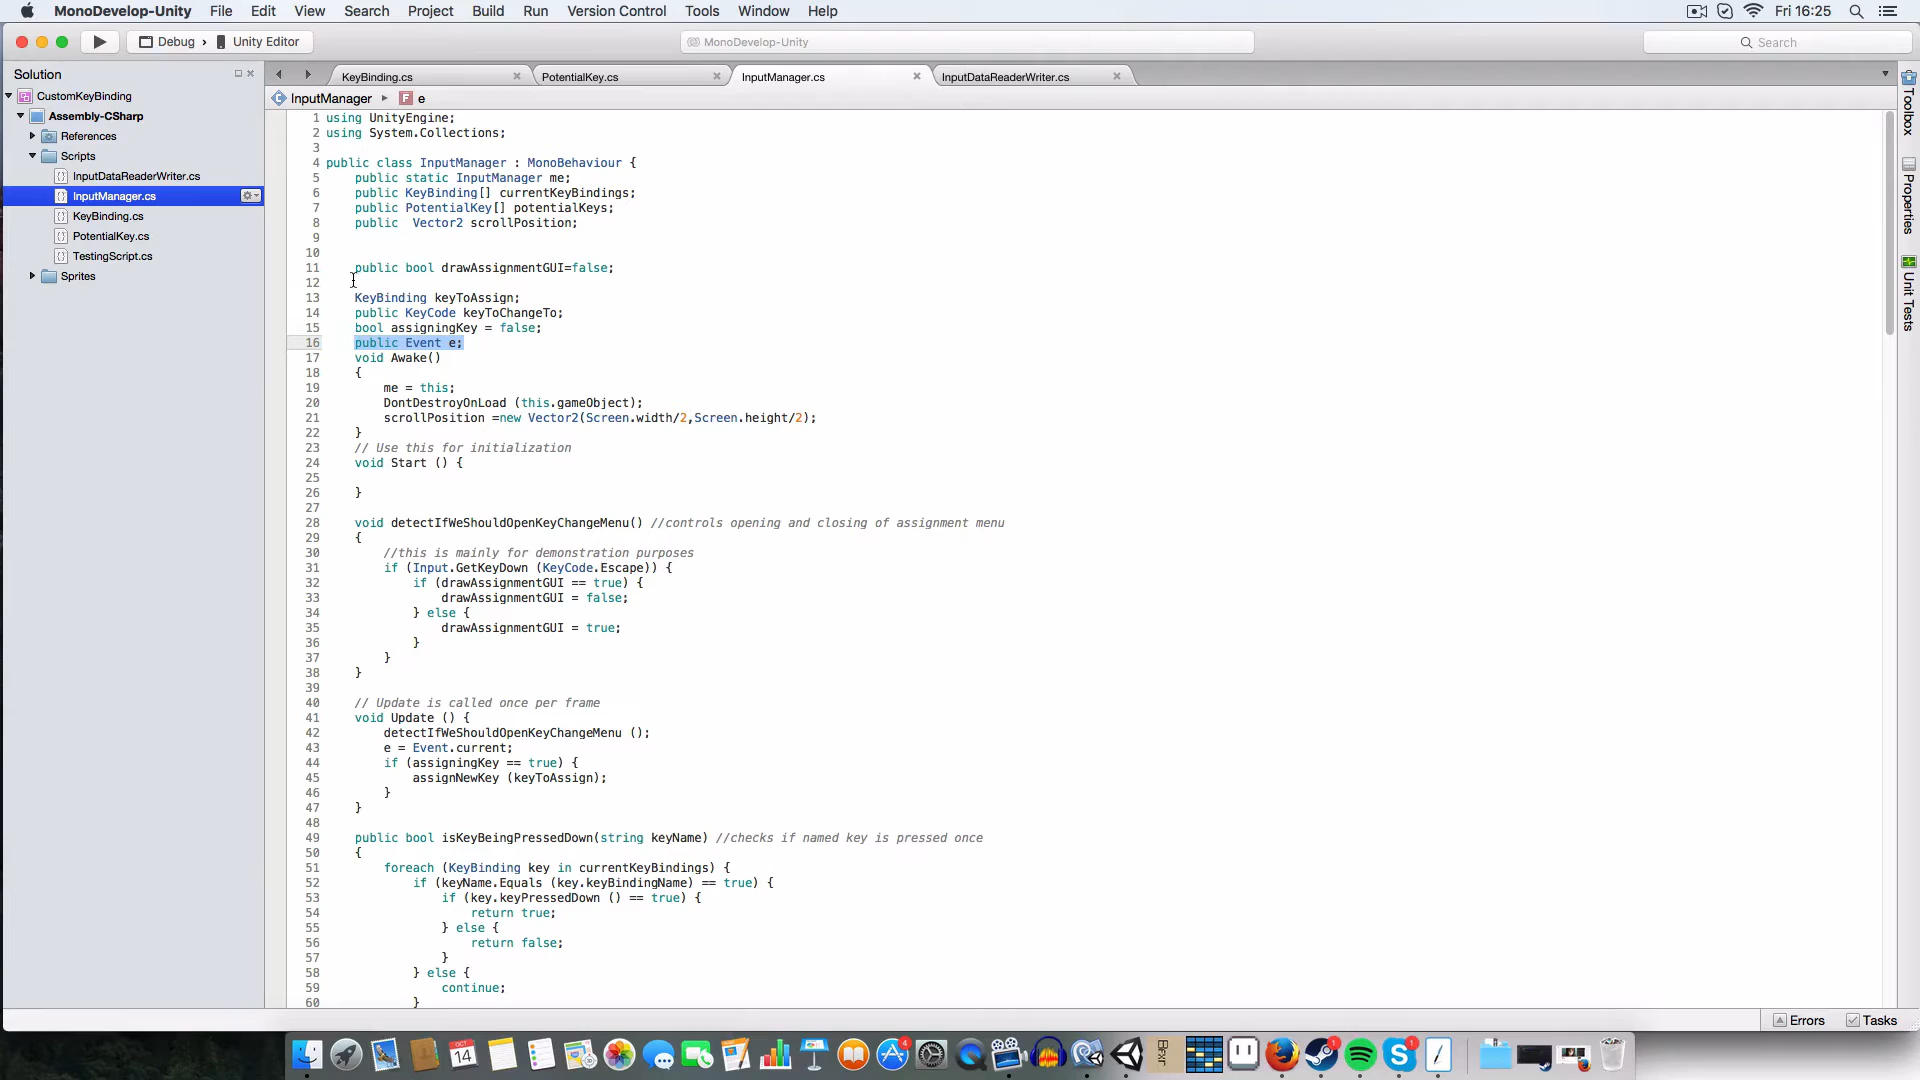 MonoDevelop-Unity File Edit View Search Project Build Run Version Control Tools Window Help Fri 16:25
Debug › Unity Editor MonoDevelop-Unity Search
Solution
CustomKeyBinding
Assembly-CSharp
References
Scripts
InputDataReaderWriter.cs
InputManager.cs
KeyBinding.cs
PotentialKey.cs
TestingScript.cs
Sprites
KeyBinding.cs PotentialKey.cs InputManager.cs InputDataReaderWriter.cs
InputManager e
1 using UnityEngine;
2 using System.Collections;
3
4 public class InputManager : MonoBehaviour {
5 public static InputManager me;
6 public KeyBinding[] currentKeyBindings;
7 public PotentialKey[] potentialKeys;
8 public  Vector2 scrollPosition;
9
10
11 public bool drawAssignmentGUI=false;
12
13 KeyBinding keyToAssign;
14 public KeyCode keyToChangeTo;
15 bool assigningKey = false;
16 public Event e;
17 void Awake()
18 {
19 me = this;
20 DontDestroyOnLoad (this.gameObject);
21 scrollPosition =new Vector2(Screen.width/2,Screen.height/2);
22 }
23 // Use this for initialization
24 void Start () {
25
26 }
27
28 void detectIfWeShouldOpenKeyChangeMenu() //controls opening and closing of assignment menu
29 {
30 //this is mainly for demonstration purposes
31 if (Input.GetKeyDown (KeyCode.Escape)) {
32 if (drawAssignmentGUI == true) {
33 drawAssignmentGUI = false;
34 } else {
35 drawAssignmentGUI = true;
36 }
37 }
38 }
39
40 // Update is called once per frame
41 void Update () {
42 detectIfWeShouldOpenKeyChangeMenu ();
43 e = Event.current;
44 if (assigningKey == true) {
45 assignNewKey (keyToAssign);
46 }
47 }
48
49 public bool isKeyBeingPressedDown(string keyName) //checks if named key is pressed once
50 {
51 foreach (KeyBinding key in currentKeyBindings) {
52 if (keyName.Equals (key.keyBindingName) == true) {
53 if (key.keyPressedDown () == true) {
54 return true;
55 } else {
56 return false;
57 }
58 } else {
59 continue;
60 }
Toolbox
Properties
Unit Tests
Errors Tasks
OCT
14
4
1
1